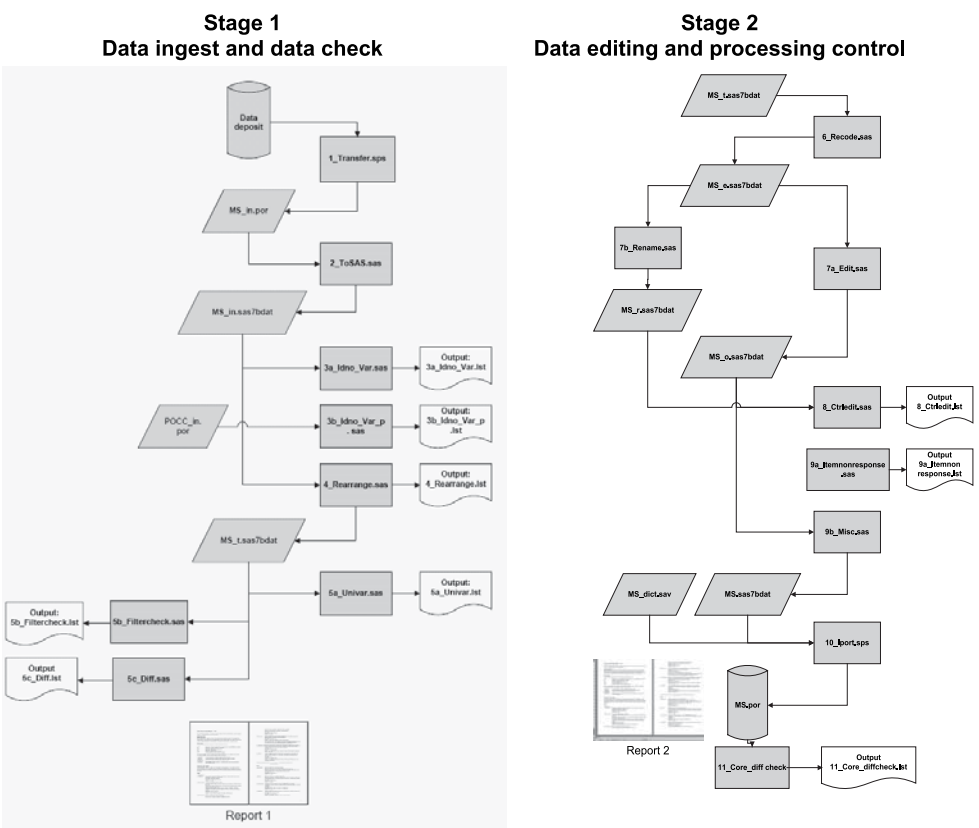 Stage 1
Data ingest and data check
Data
deposit
1_Transfer.sps
MS_in.por
2_ToSAS.sas
MS_in.sas7bdat
3a_Idno_Var.sas
Output:
3a_Idno_Var.lst
POCC_in.
por
3b_Idno_Var_p
.sas
Output:
3b_Idno_Var_p
.lst
4_Rearrange.sas
Output:
4_Rearrange.lst
MS_t.sas7bdat
5a_Univar.sas
Output:
5a_Univar.lst
Output:
5b_Filtercheck.lst
5b_Filtercheck.sas
Output
5c_Diff.lst
5c_Diff.sas
Report 1
Stage 2
Data editing and processing control
MS_t.sas7bdat
6_Recode.sas
MS_e.sas7bdat
7b_Rename.sas
7a_Edit.sas
MS_r.sas7bdat
MS_o.sas7bdat
8_Ctrledit.sas
Output
8_Ctrledit.lst
9a_Itemnonresponse
.sas
Output
9a_Itemnon
response.lst
9b_Misc.sas
MS_dict.sav
MS.sas7bdat
10_Iport.sps
MS.por
Report 2
11_Core_diff check
Output
11_Core_diffcheck.lst